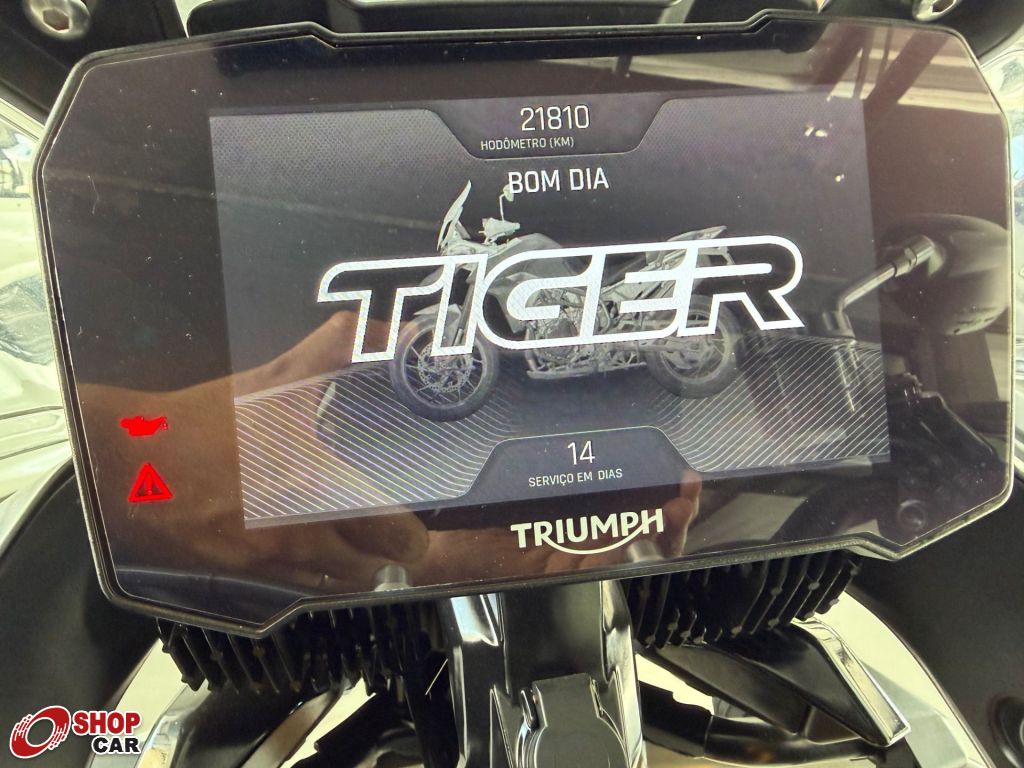 21810
HODÔMETRO (KM)
BOM DIA
TIGER
14
SERVIÇO EM DIAS
TRIUMPH
SHOP
CAR